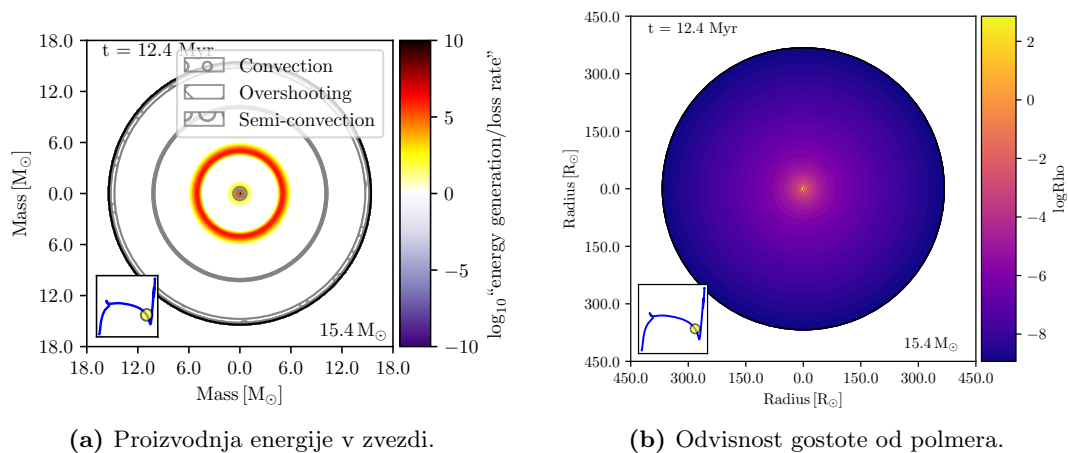 t = 12.4 Myr
Convection
Overshooting
Semi-convection
15.4 M⊙
18.0
12.0
6.0
0.0
6.0
12.0
18.0
Mass [M⊙]
18.0 12.0 6.0 0.0 6.0 12.0 18.0
Mass [M⊙]
10
5
0
−5
−10
log10 “energy generation/loss rate”
(a) Proizvodnja energije v zvezdi.
t = 12.4 Myr
15.4 M⊙
450.0
300.0
150.0
0.0
150.0
300.0
450.0
Radius [R⊙]
450.0 300.0 150.0 0.0 150.0 300.0 450.0
Radius [R⊙]
2
0
−2
−4
−6
−8
logRho
(b) Odvisnost gostote od polmera.